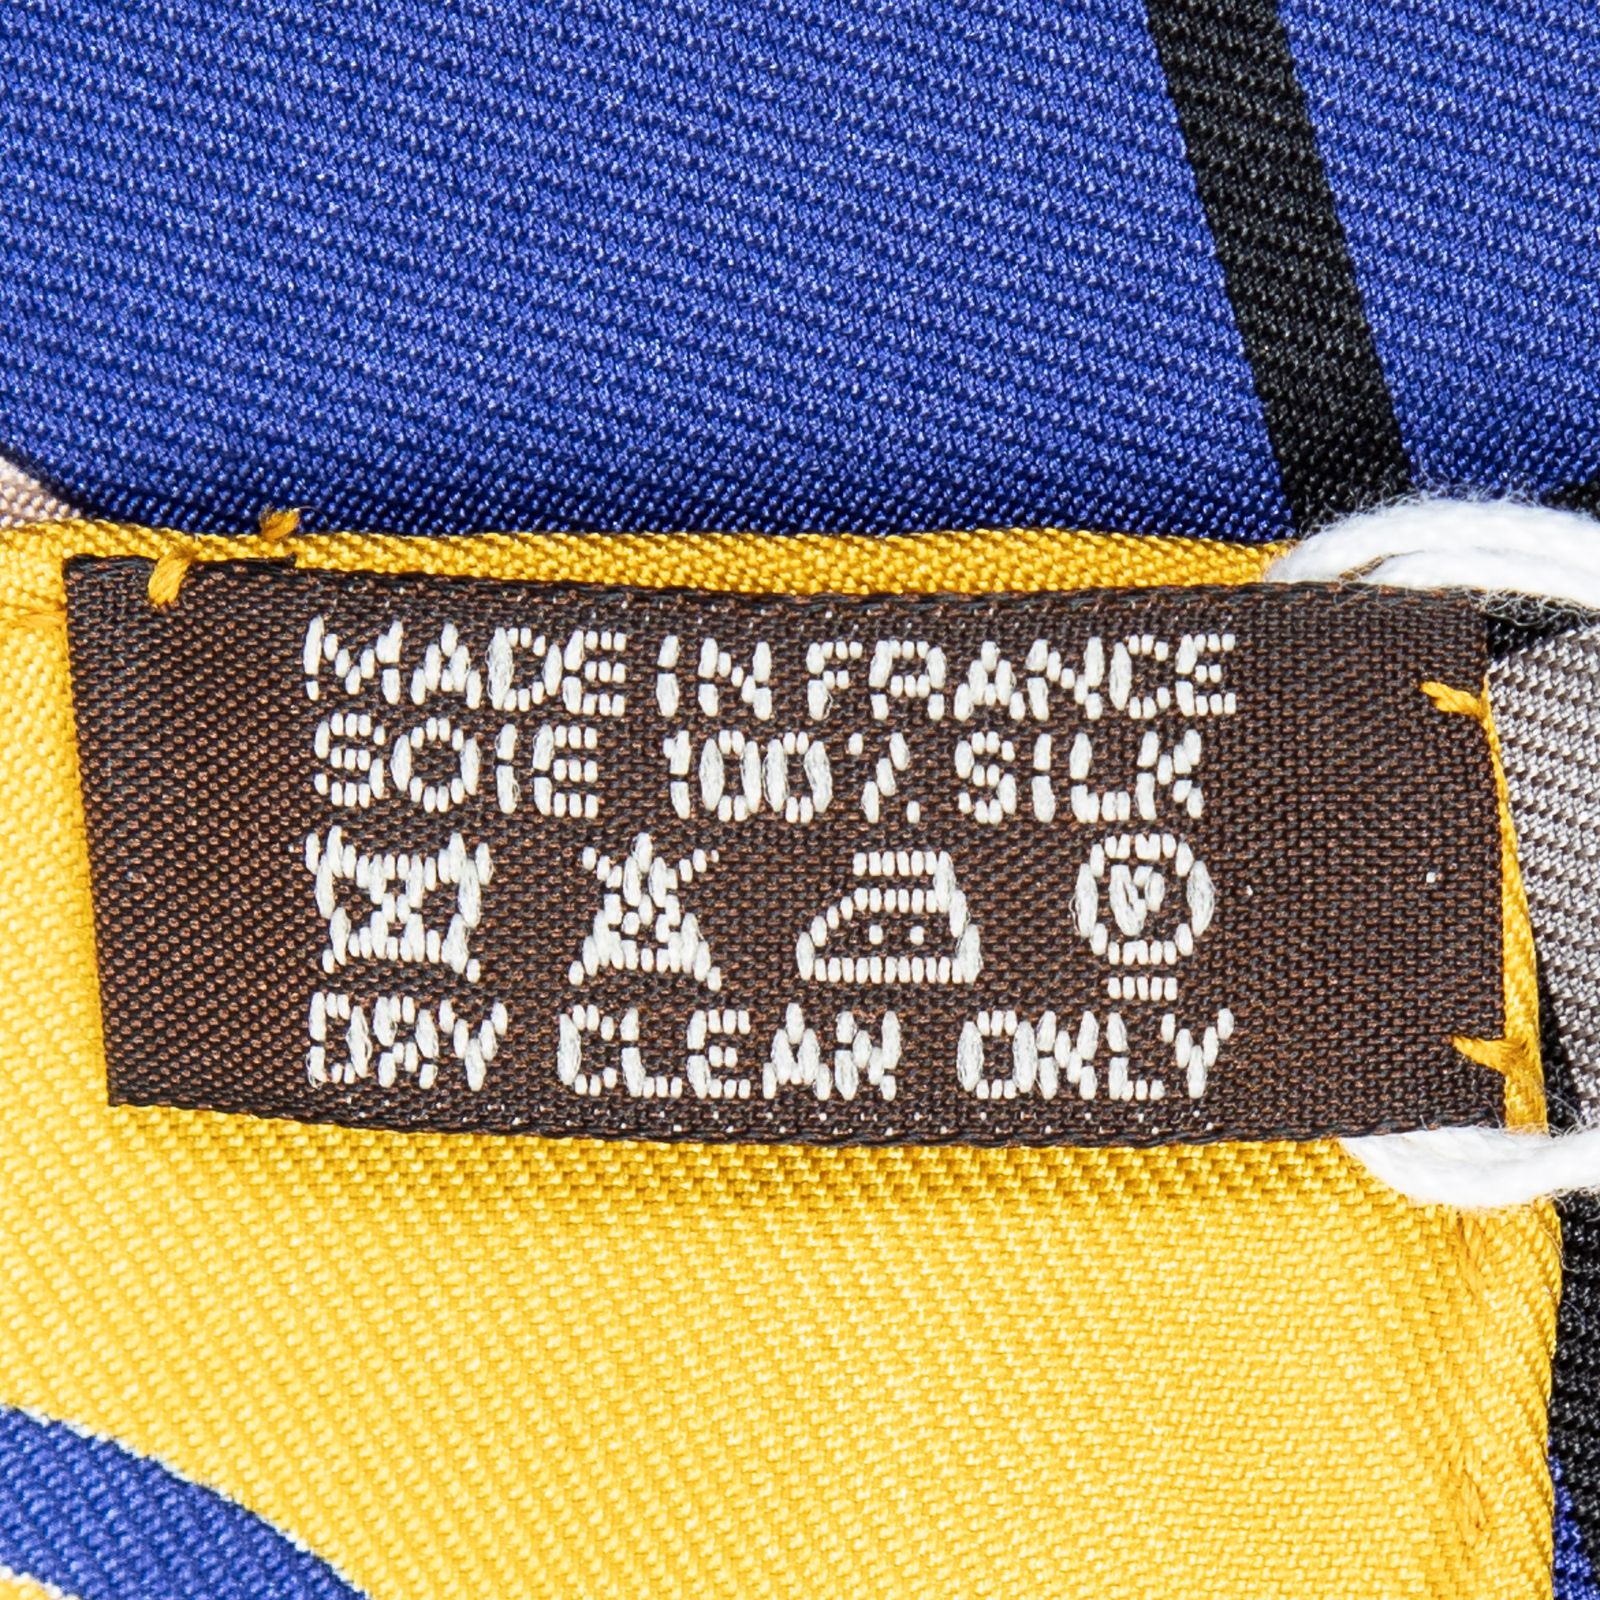 MADE IN FRANCE
SOIE 100% SILK
P
DRY CLEAN ONLY